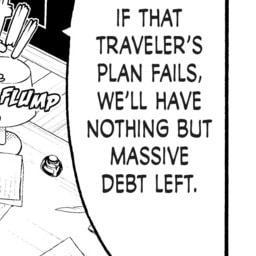 IF THAT
TRAVELER'S
PLAN FAILS,
WE'LL HAVE
NOTHING BUT
MASSIVE
DEBT LEFT.
FLUMP